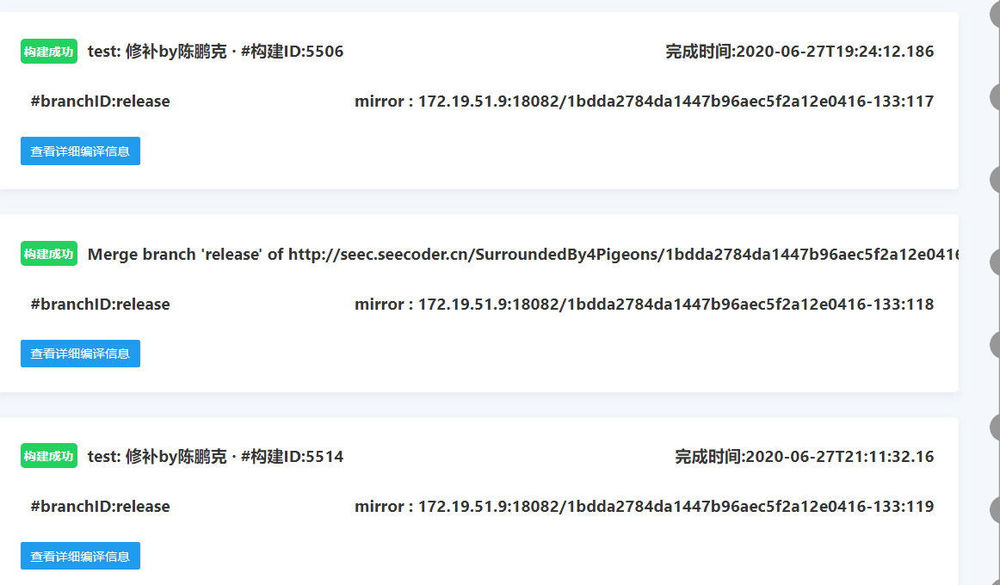 构建成功 test: 修补by陈鹏克 · #构建ID:5506 完成时间:2020-06-27T19:24:12.186
#branchID:release mirror : 172.19.51.9:18082/1bdda2784da1447b96aec5f2a12e0416-133:117
查看详细编译信息
构建成功 Merge branch 'release' of http://seec.seecoder.cn/SurroundedBy4Pigeons/1bdda2784da1447b96aec5f2a12e0416
#branchID:release mirror : 172.19.51.9:18082/1bdda2784da1447b96aec5f2a12e0416-133:118
查看详细编译信息
构建成功 test: 修补by陈鹏克 · #构建ID:5514 完成时间:2020-06-27T21:11:32.16
#branchID:release mirror : 172.19.51.9:18082/1bdda2784da1447b96aec5f2a12e0416-133:119
查看详细编译信息